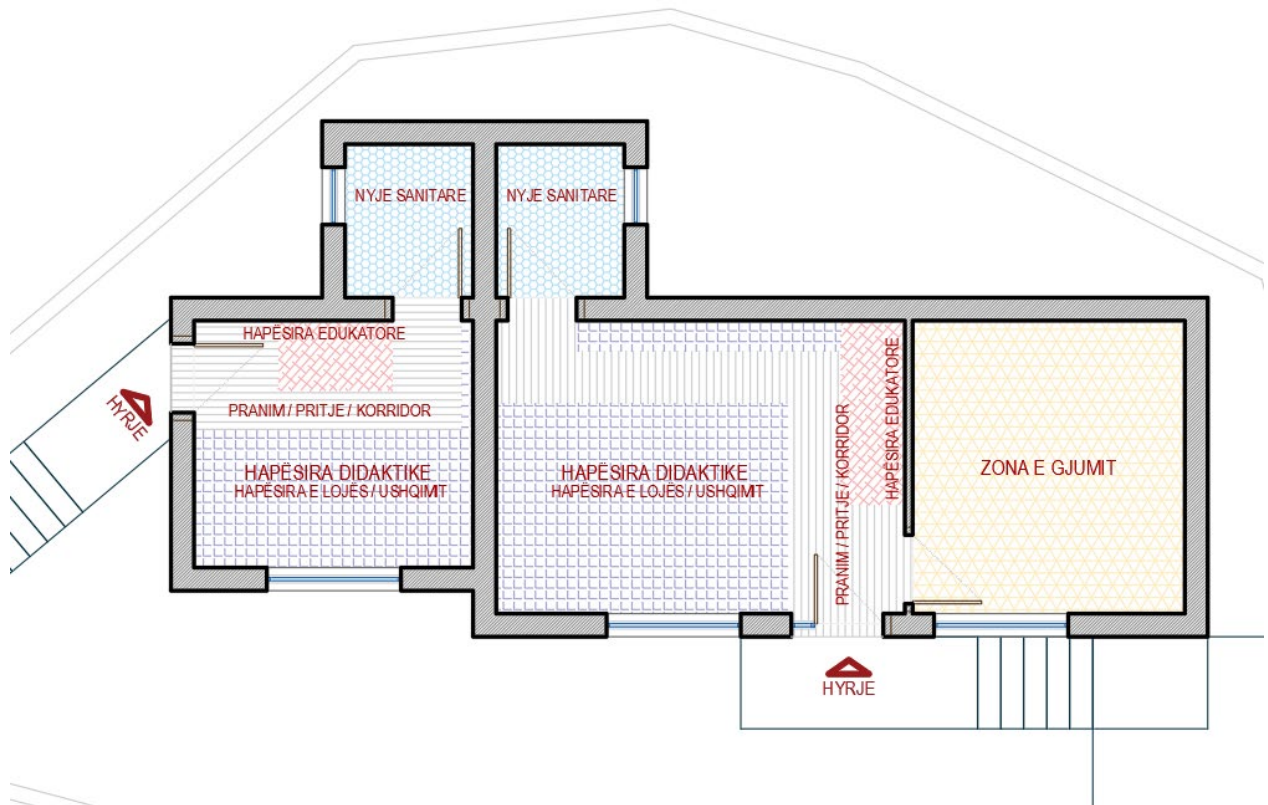 NYJE SANITARE
NYJE SANITARE
HAPËSIRA EDUKATORE
PRANIM / PRITJE / KORRIDOR
HYRJE
HAPËSIRA DIDAKTIKE
HAPËSIRA E LOJËS / USHQIMIT
HAPËSIRA DIDAKTIKE
HAPËSIRA E LOJËS / USHQIMIT
PRANIM / PRITJE / KORRIDOR
HAPËSIRA EDUKATORE
ZONA E GJUMIT
HYRJE